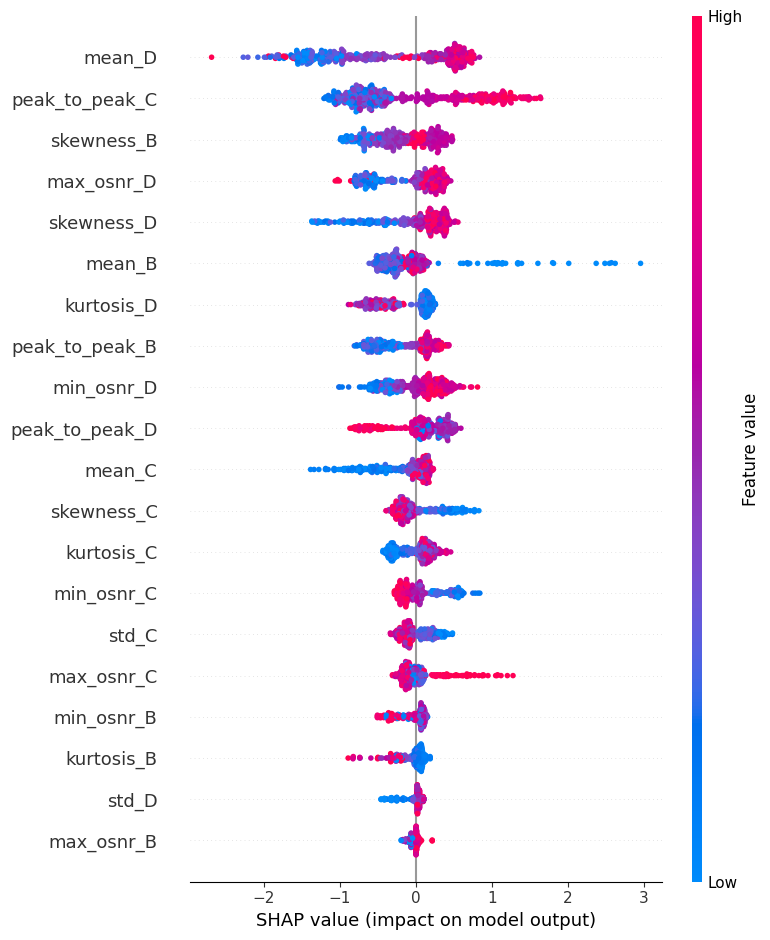 High
mean_D
peak_to_peak_C
skewness_B
max_osnr_D
skewness_D
mean_B
kurtosis_D
peak_to_peak_B
min_osnr_D
peak_to_peak_D
mean_C
skewness_C
kurtosis_C
min_osnr_C
std_C
max_osnr_C
min_osnr_B
kurtosis_B
std_D
max_osnr_B
Feature value
Low
−2 −1 0 1 2 3
SHAP value (impact on model output)